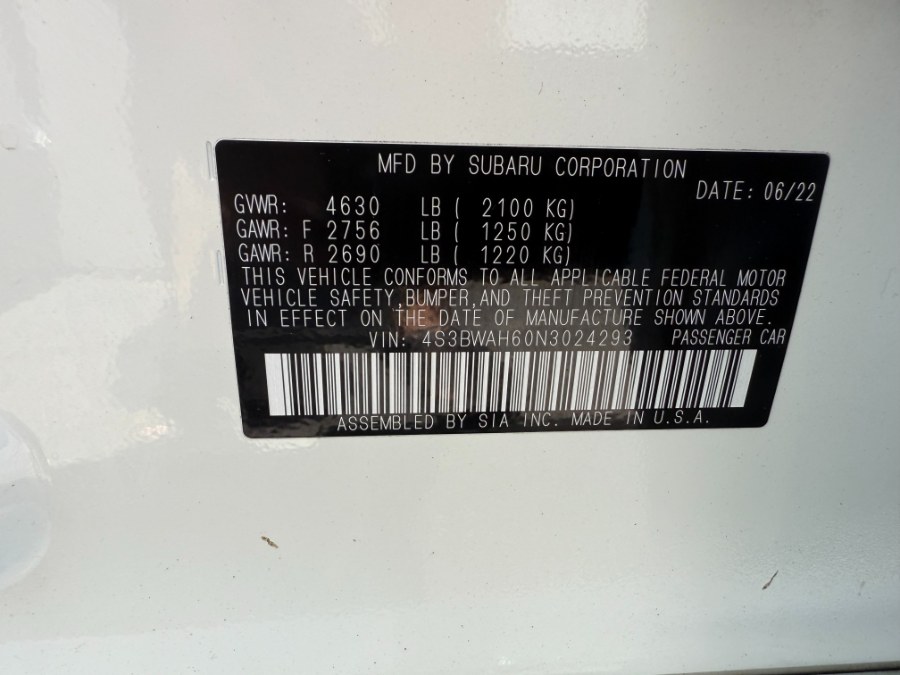 MFD BY SUBARU CORPORATION
DATE: 06/22
GVWR: 4630 LB ( 2100 KG)
GAWR: F 2756 LB ( 1250 KG)
GAWR: R 2690 LB ( 1220 KG)
THIS VEHICLE CONFORMS TO ALL APPLICABLE FEDERAL MOTOR
VEHICLE SAFETY,BUMPER,AND THEFT PREVENTION STANDARDS
IN EFFECT ON THE DATE OF MANUFACTURE SHOWN ABOVE.
VIN: 4S3BWAH60N3024293 PASSENGER CAR
ASSEMBLED BY SIA INC. MADE IN U.S.A.